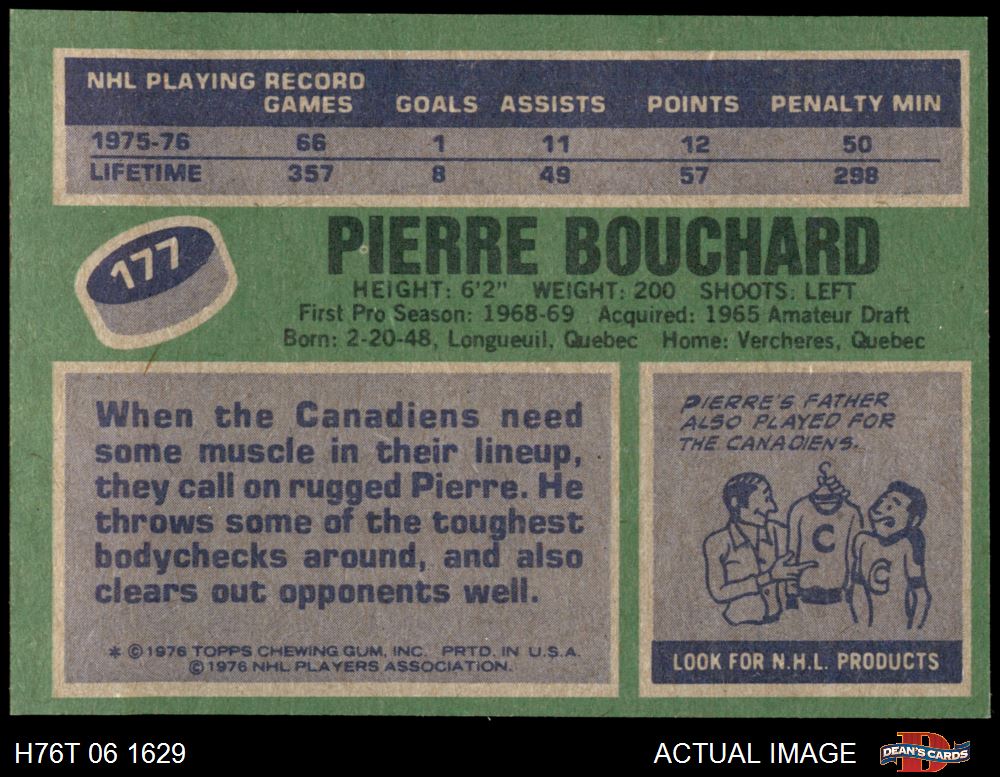 NHL PLAYING RECORD
GAMES GOALS ASSISTS POINTS PENALTY MIN
1975-76 66 1 11 12 50
LIFETIME 357 8 49 57 298
177
PIERRE BOUCHARD
HEIGHT: 6'2" WEIGHT: 200 SHOOTS: LEFT
First Pro Season: 1968-69 Acquired: 1965 Amateur Draft
Born: 2-20-48, Longueuil, Quebec Home: Vercheres, Quebec
When the Canadiens need
some muscle in their lineup,
they call on rugged Pierre. He
throws some of the toughest
bodychecks around, and also
clears out opponents well.
* © 1976 TOPPS CHEWING GUM, INC. PRTD. IN U.S.A.
© 1976 NHL PLAYERS ASSOCIATION.
PIERRE'S FATHER
ALSO PLAYED FOR
THE CANADIENS.
C
C
LOOK FOR N.H.L. PRODUCTS
H76T 06 1629
ACTUAL IMAGE
D
DEAN'S CARDS